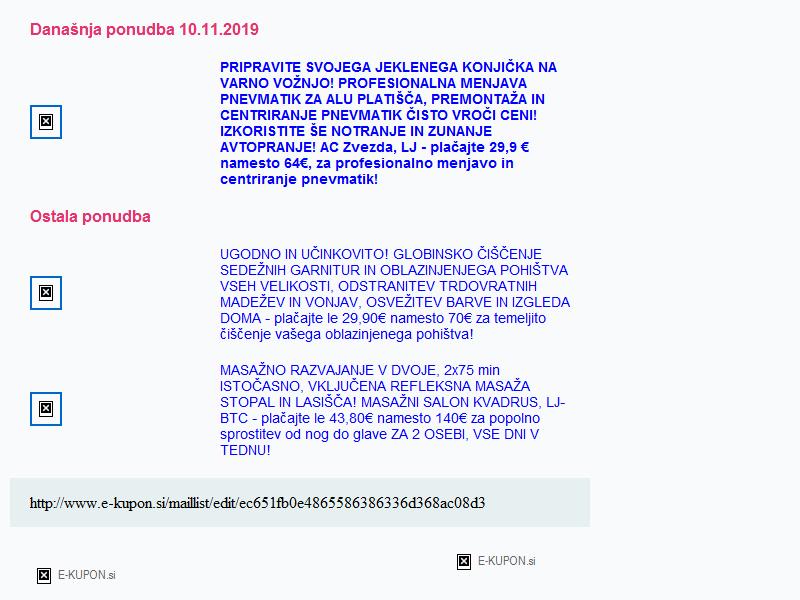 Današnja ponudba 10.11.2019
PRIPRAVITE SVOJEGA JEKLENEGA KONJIČKA NA
VARNO VOŽNJO! PROFESIONALNA MENJAVA
PNEVMATIK ZA ALU PLATIŠČA, PREMONTAŽA IN
CENTRIRANJE PNEVMATIK ČISTO VROČI CENI!
IZKORISTITE ŠE NOTRANJE IN ZUNANJE
AVTOPRANJE! AC Zvezda, LJ - plačajte 29,9 €
namesto 64€, za profesionalno menjavo in
centriranje pnevmatik!
Ostala ponudba
UGODNO IN UČINKOVITO! GLOBINSKO ČIŠČENJE
SEDEŽNIH GARNITUR IN OBLAZINJENJEGA POHIŠTVA
VSEH VELIKOSTI, ODSTRANITEV TRDOVRATNIH
MADEŽEV IN VONJAV, OSVEŽITEV BARVE IN IZGLEDA
DOMA - plačajte le 29,90€ namesto 70€ za temeljito
čiščenje vašega oblazinjenega pohištva!
MASAŽNO RAZVAJANJE V DVOJE, 2x75 min
ISTOČASNO, VKLJUČENA REFLEKSNA MASAŽA
STOPAL IN LASIŠČA! MASAŽNI SALON KVADRUS, LJ-
BTC - plačajte le 43,80€ namesto 140€ za popolno
sprostitev od nog do glave ZA 2 OSEBI, VSE DNI V
TEDNU!
http://www.e-kupon.si/maillist/edit/ec651fb0e4865586386336d368ac08d3
E-KUPON.si
E-KUPON.si